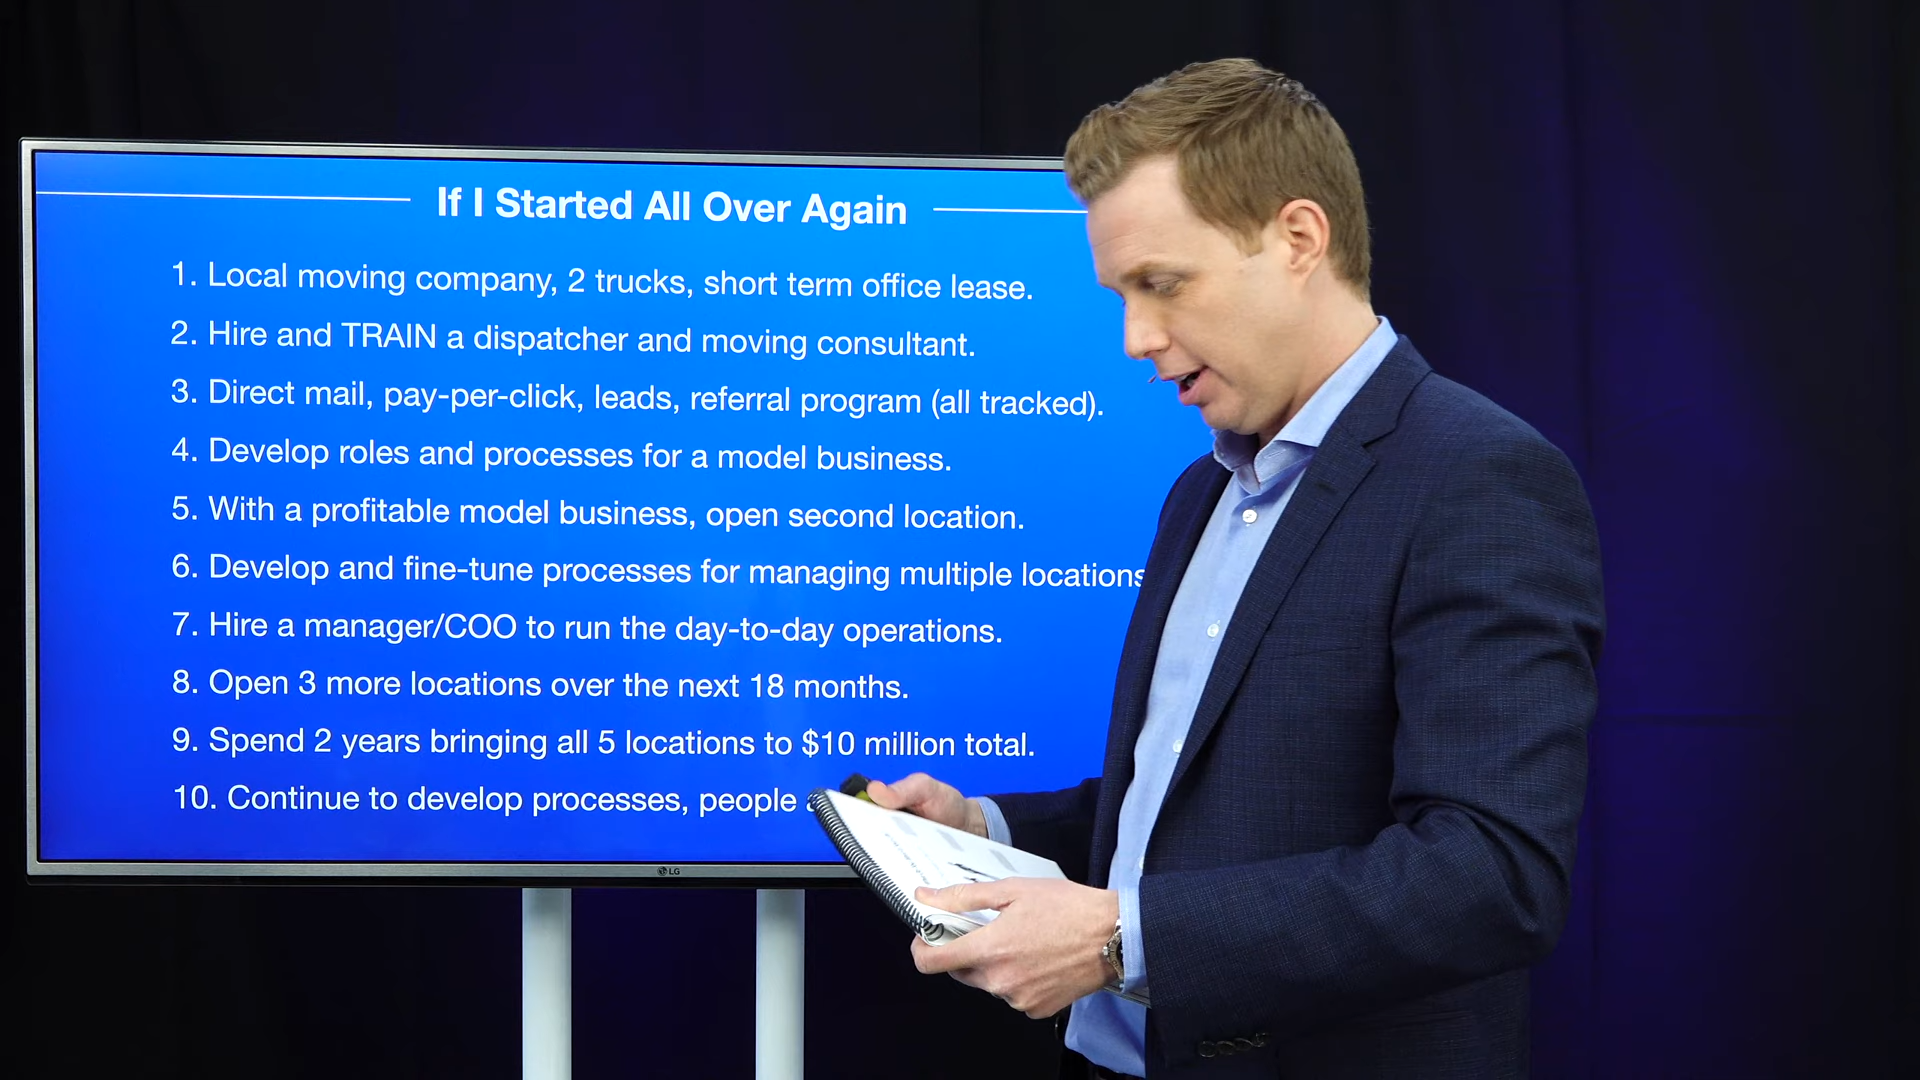 If I Started All Over Again
1. Local moving company, 2 trucks, short term office lease.
2. Hire and TRAIN a dispatcher and moving consultant.
3. Direct mail, pay-per-click, leads, referral program (all tracked).
4. Develop roles and processes for a model business.
5. With a profitable model business, open second location.
6. Develop and fine-tune processes for managing multiple locations
7. Hire a manager/COO to run the day-to-day operations.
8. Open 3 more locations over the next 18 months.
9. Spend 2 years bringing all 5 locations to $10 million total.
10. Continue to develop processes, people
LG